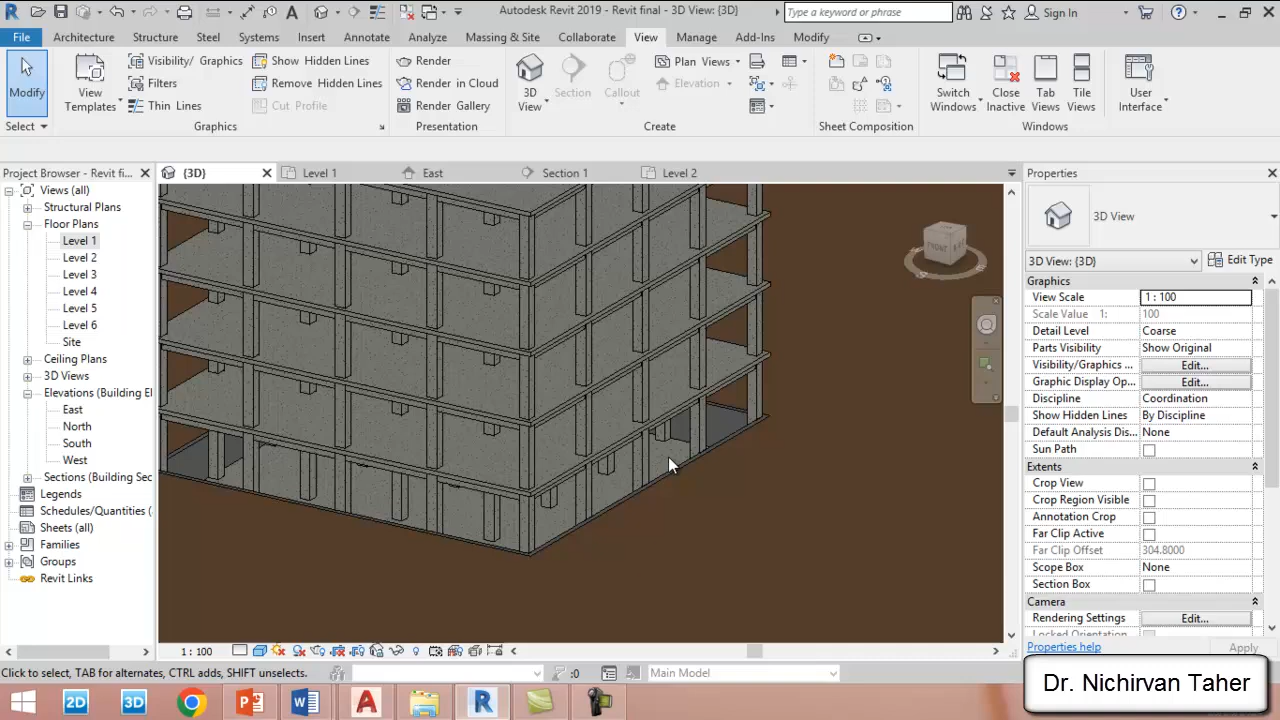 Autodesk Revit 2019 - Revit final - 3D View: {3D}
Type a keyword or phrase
Sign In
File Architecture Structure Steel Systems Insert Annotate Analyze Massing & Site Collaborate View Manage Add-Ins Modify
Modify
Select
View
Templates
Visibility/ Graphics
Filters
Thin Lines
Show Hidden Lines
Remove Hidden Lines
Cut Profile
Graphics
Render
Render in Cloud
Render Gallery
Presentation
3D
View
Section
Callout
Plan Views
Elevation
Create
Sheet Composition
Switch
Windows
Close
Inactive
Tab
Views
Tile
Views
Windows
User
Interface
Project Browser - Revit fi...
Views (all)
Structural Plans
Floor Plans
Level 1
Level 2
Level 3
Level 4
Level 5
Level 6
Site
Ceiling Plans
3D Views
Elevations (Building El
East
North
South
West
Sections (Building Sec
Legends
Schedules/Quantities (
Sheets (all)
Families
Groups
Revit Links
{3D} Level 1 East Section 1 Level 2
FRONT
Properties
3D View
3D View: {3D} Edit Type
Graphics
View Scale 1 : 100
Scale Value 1: 100
Detail Level Coarse
Parts Visibility Show Original
Visibility/Graphics ... Edit...
Graphic Display Op... Edit...
Discipline Coordination
Show Hidden Lines By Discipline
Default Analysis Dis... None
Sun Path
Extents
Crop View
Crop Region Visible
Annotation Crop
Far Clip Active
Far Clip Offset 304.8000
Scope Box None
Section Box
Camera
Rendering Settings Edit...
Locked Orientation
Properties help Apply
1 : 100
Click to select, TAB for alternates, CTRL adds, SHIFT unselects.
:0
Main Model
2D
3D
Dr. Nichirvan Taher